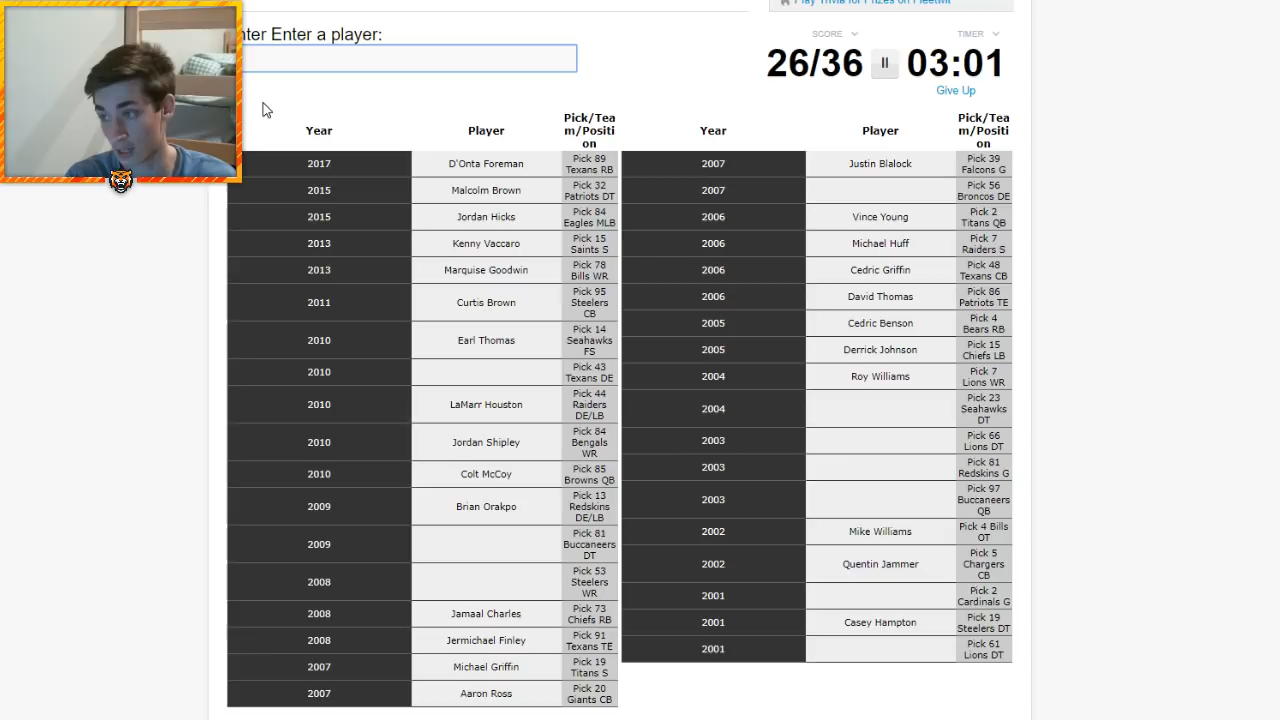 Play Trivia for Prizes on FleetWit
nter Enter a player:
SCORE
TIMER
26/36
03:01
Give Up
Year Player Pick/Tea
m/Positi
on
2017 D'Onta Foreman Pick 89
Texans RB
2015 Malcolm Brown Pick 32
Patriots DT
2015 Jordan Hicks Pick 84
Eagles MLB
2013 Kenny Vaccaro Pick 15
Saints S
2013 Marquise Goodwin Pick 78
Bills WR
2011 Curtis Brown Pick 95
Steelers
CB
2010 Earl Thomas Pick 14
Seahawks
FS
2010 Pick 43
Texans DE
2010 LaMarr Houston Pick 44
Raiders
DE/LB
2010 Jordan Shipley Pick 84
Bengals
WR
2010 Colt McCoy Pick 85
Browns QB
2009 Brian Orakpo Pick 13
Redskins
DE/LB
2009 Pick 81
Buccaneers
DT
2008 Pick 53
Steelers
WR
2008 Jamaal Charles Pick 73
Chiefs RB
2008 Jermichael Finley Pick 91
Texans TE
2007 Michael Griffin Pick 19
Titans S
2007 Aaron Ross Pick 20
Giants CB
Year Player Pick/Tea
m/Positi
on
2007 Justin Blalock Pick 39
Falcons G
2007 Pick 56
Broncos DE
2006 Vince Young Pick 2
Titans QB
2006 Michael Huff Pick 7
Raiders S
2006 Cedric Griffin Pick 48
Texans CB
2006 David Thomas Pick 86
Patriots TE
2005 Cedric Benson Pick 4
Bears RB
2005 Derrick Johnson Pick 15
Chiefs LB
2004 Roy Williams Pick 7
Lions WR
2004 Pick 23
Seahawks
DT
2003 Pick 66
Lions DT
2003 Pick 81
Redskins G
2003 Pick 97
Buccaneers
QB
2002 Mike Williams Pick 4 Bills
OT
2002 Quentin Jammer Pick 5
Chargers
CB
2001 Pick 2
Cardinals G
2001 Casey Hampton Pick 19
Steelers DT
2001 Pick 61
Lions DT